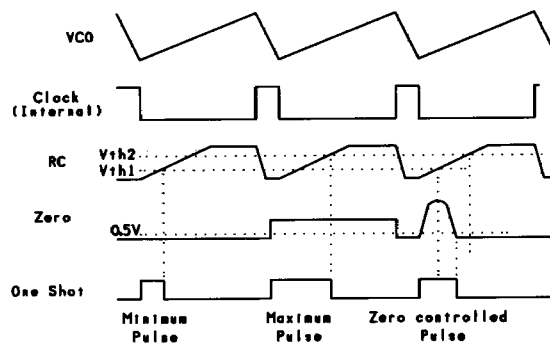 VCO
Clock
(Internal)
RC
Vth2
Vth1
Zero
0.5V
One Shot
Minimum
Pulse
Maximum
Pulse
Zero controlled
Pulse